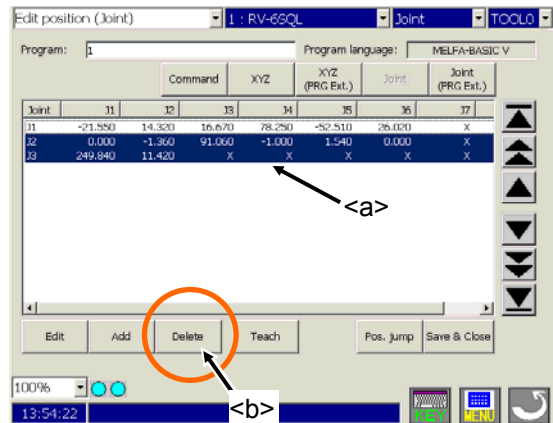 Edit position (Joint) 1 : RV-6SQL Joint TOOL0
Program: 1 Program language: MELFA-BASIC V
Command XYZ XYZ (PRG Ext.) Joint Joint (PRG Ext.)
Joint J1 J2 J3 J4 J5 J6 J7
J1 -21.550 14.320 16.670 78.250 -52.510 26.020 X
J2 0.000 -1.360 91.060 -1.000 1.540 0.000 X
J3 249.840 11.420 X X X X X
<a>
Edit Add Delete Teach Pos. jump Save & Close
100%
<b>
13:54:22 KEY MENU